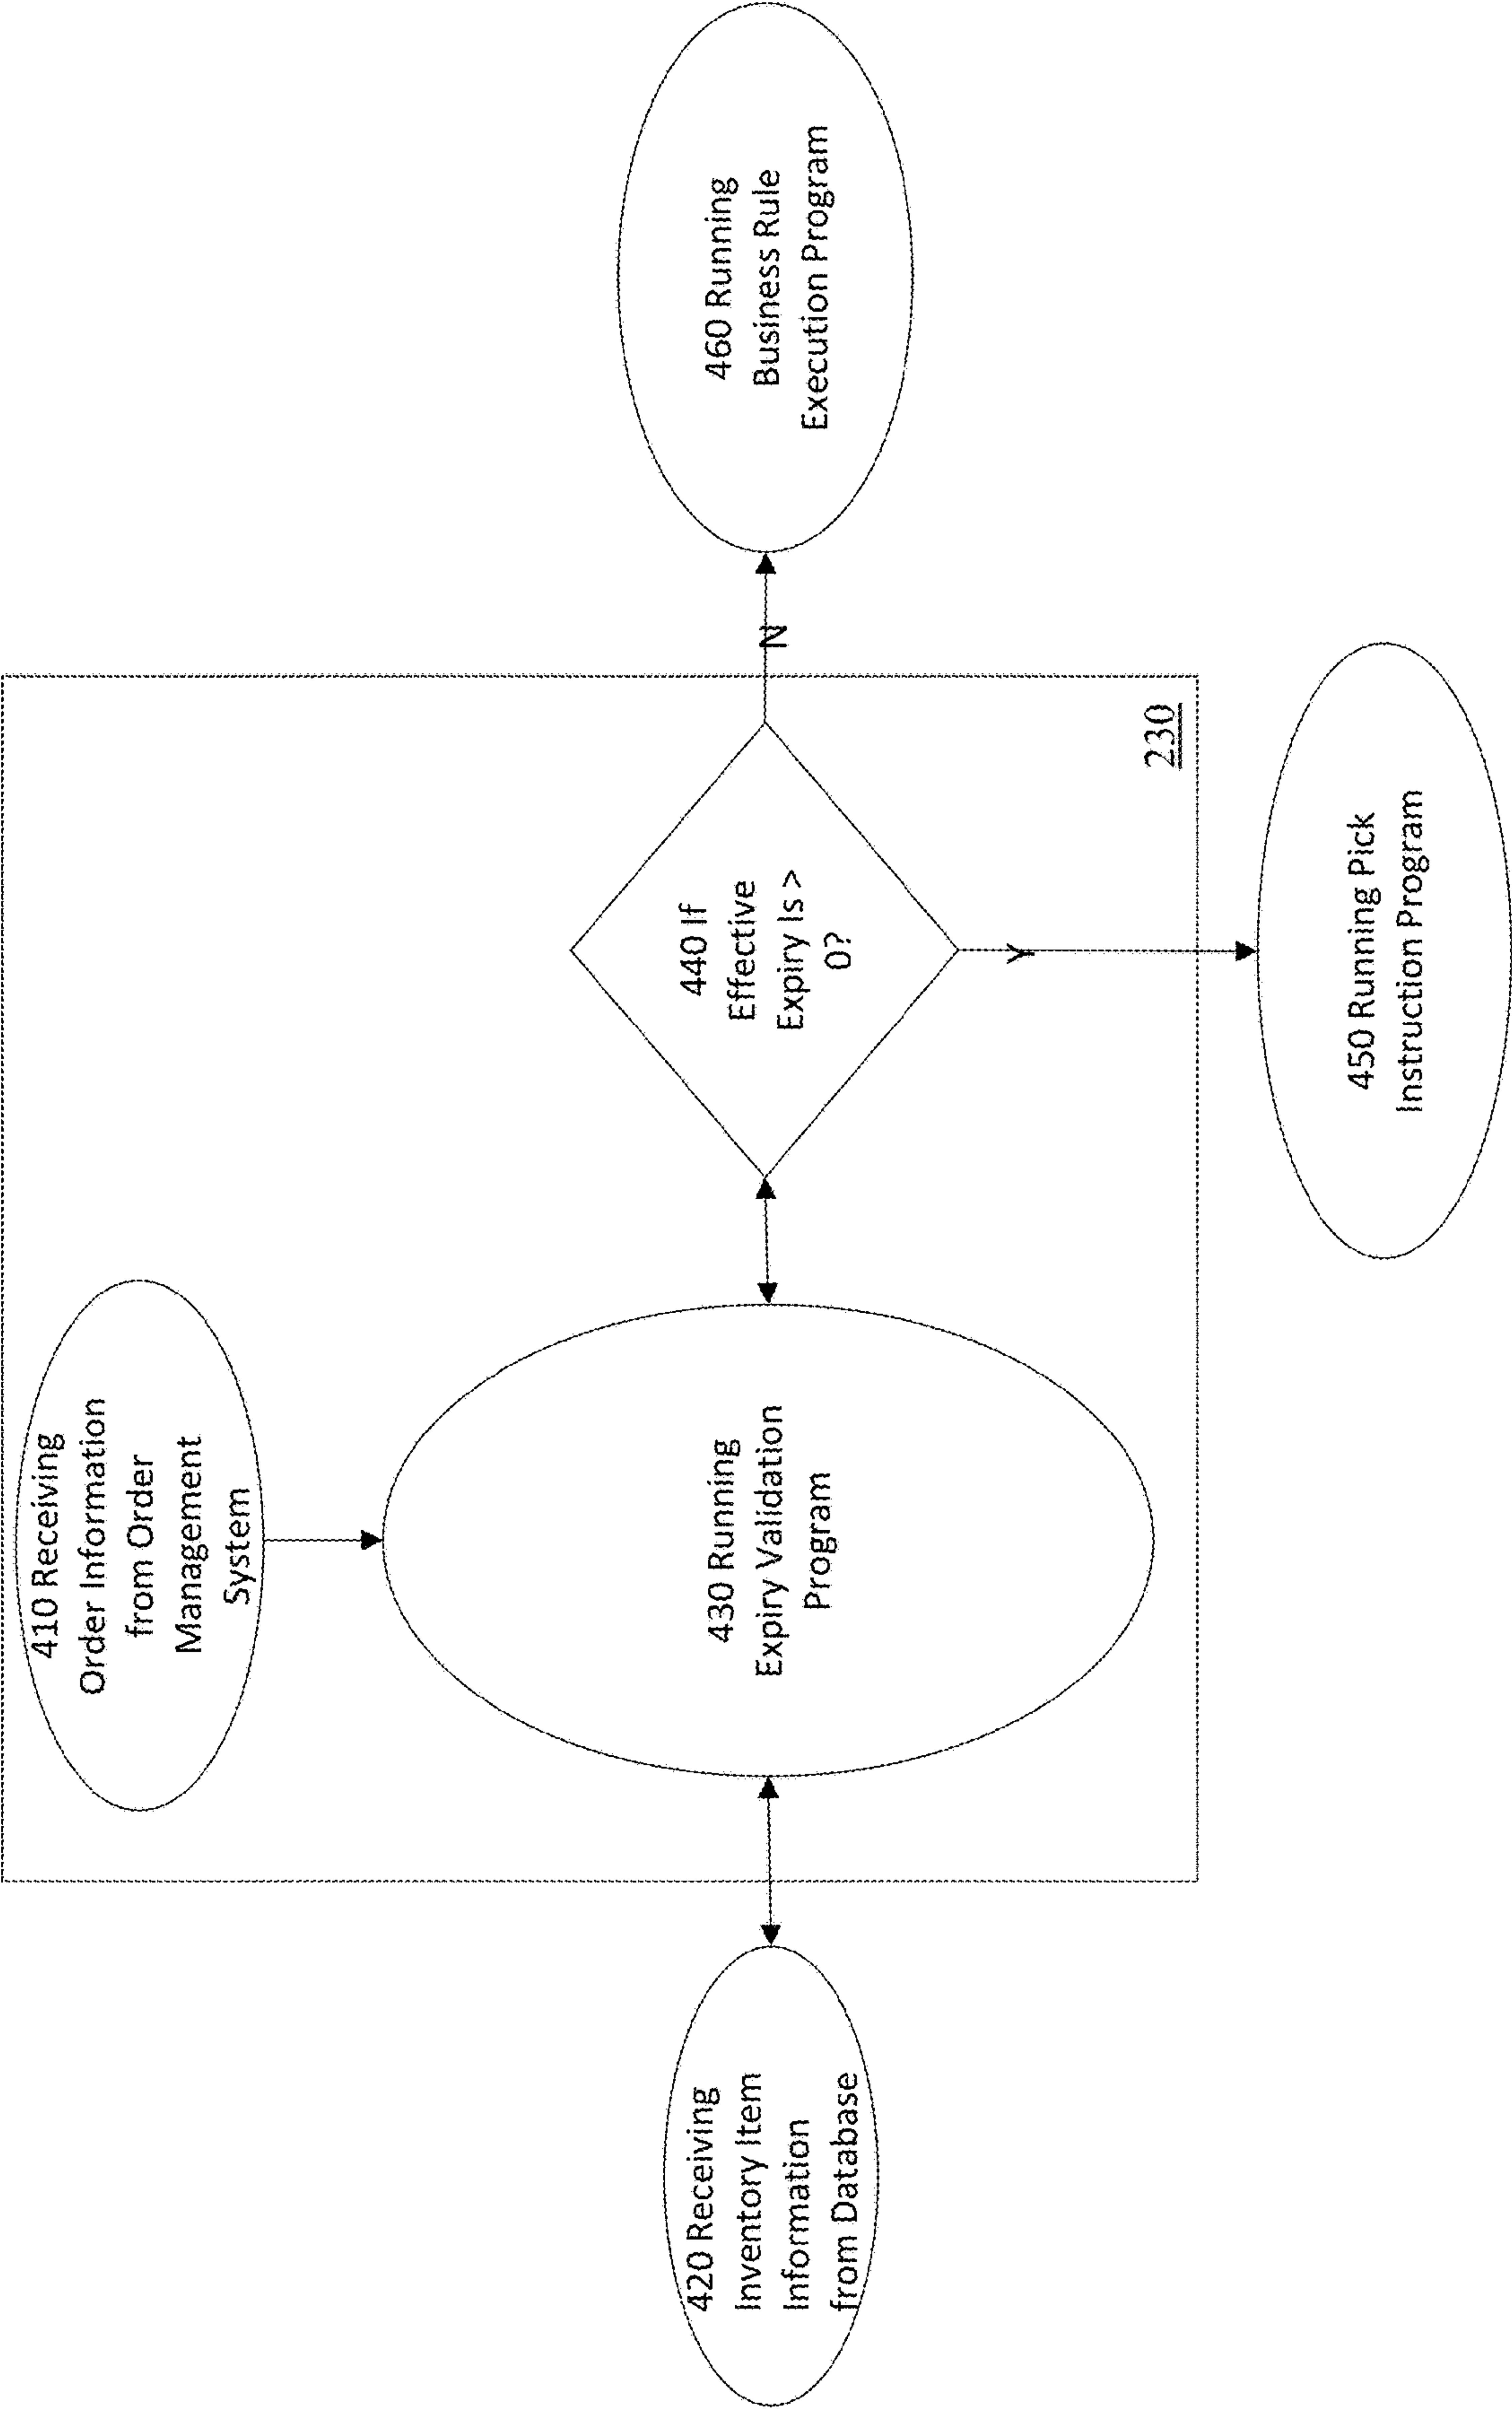 410 Receiving
Order Information
from Order
Management
System
420 Receiving
Inventory Item
Information
from Database
430 Running
Expiry Validation
Program
440 If
Effective
Expiry Is >
0?
N
460 Running
Business Rule
Execution Program
Y
230
450 Running Pick
Instruction Program